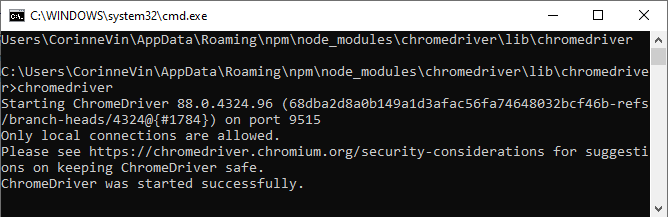 C:\WINDOWS\system32\cmd.exe
Users\CorinneVin\AppData\Roaming\npm\node_modules\chromedriver\lib\chromedriver
C:\Users\CorinneVin\AppData\Roaming\npm\node_modules\chromedriver\lib\chromedrive
r>chromedriver
Starting ChromeDriver 88.0.4324.96 (68dba2d8a0b149a1d3afac56fa74648032bcf46b-refs
/branch-heads/4324@{#1784}) on port 9515
Only local connections are allowed.
Please see https://chromedriver.chromium.org/security-considerations for suggesti
ons on keeping ChromeDriver safe.
ChromeDriver was started successfully.